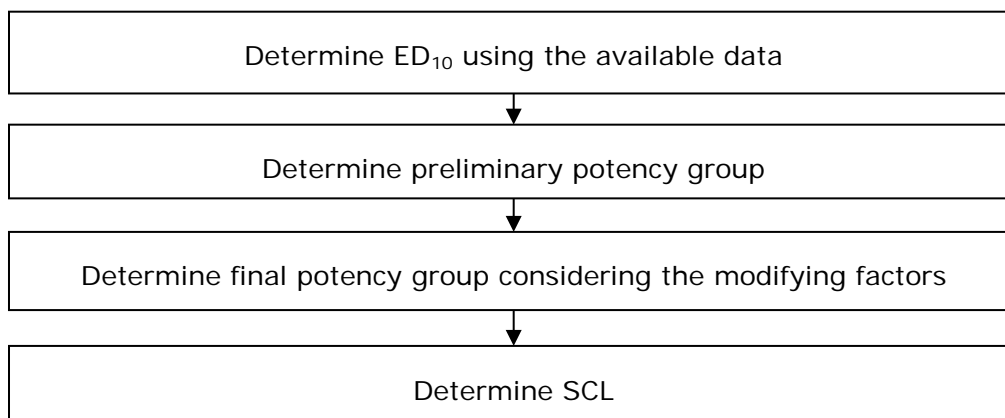 Determine ED₁₀ using the available data
Determine preliminary potency group
Determine final potency group considering the modifying factors
Determine SCL